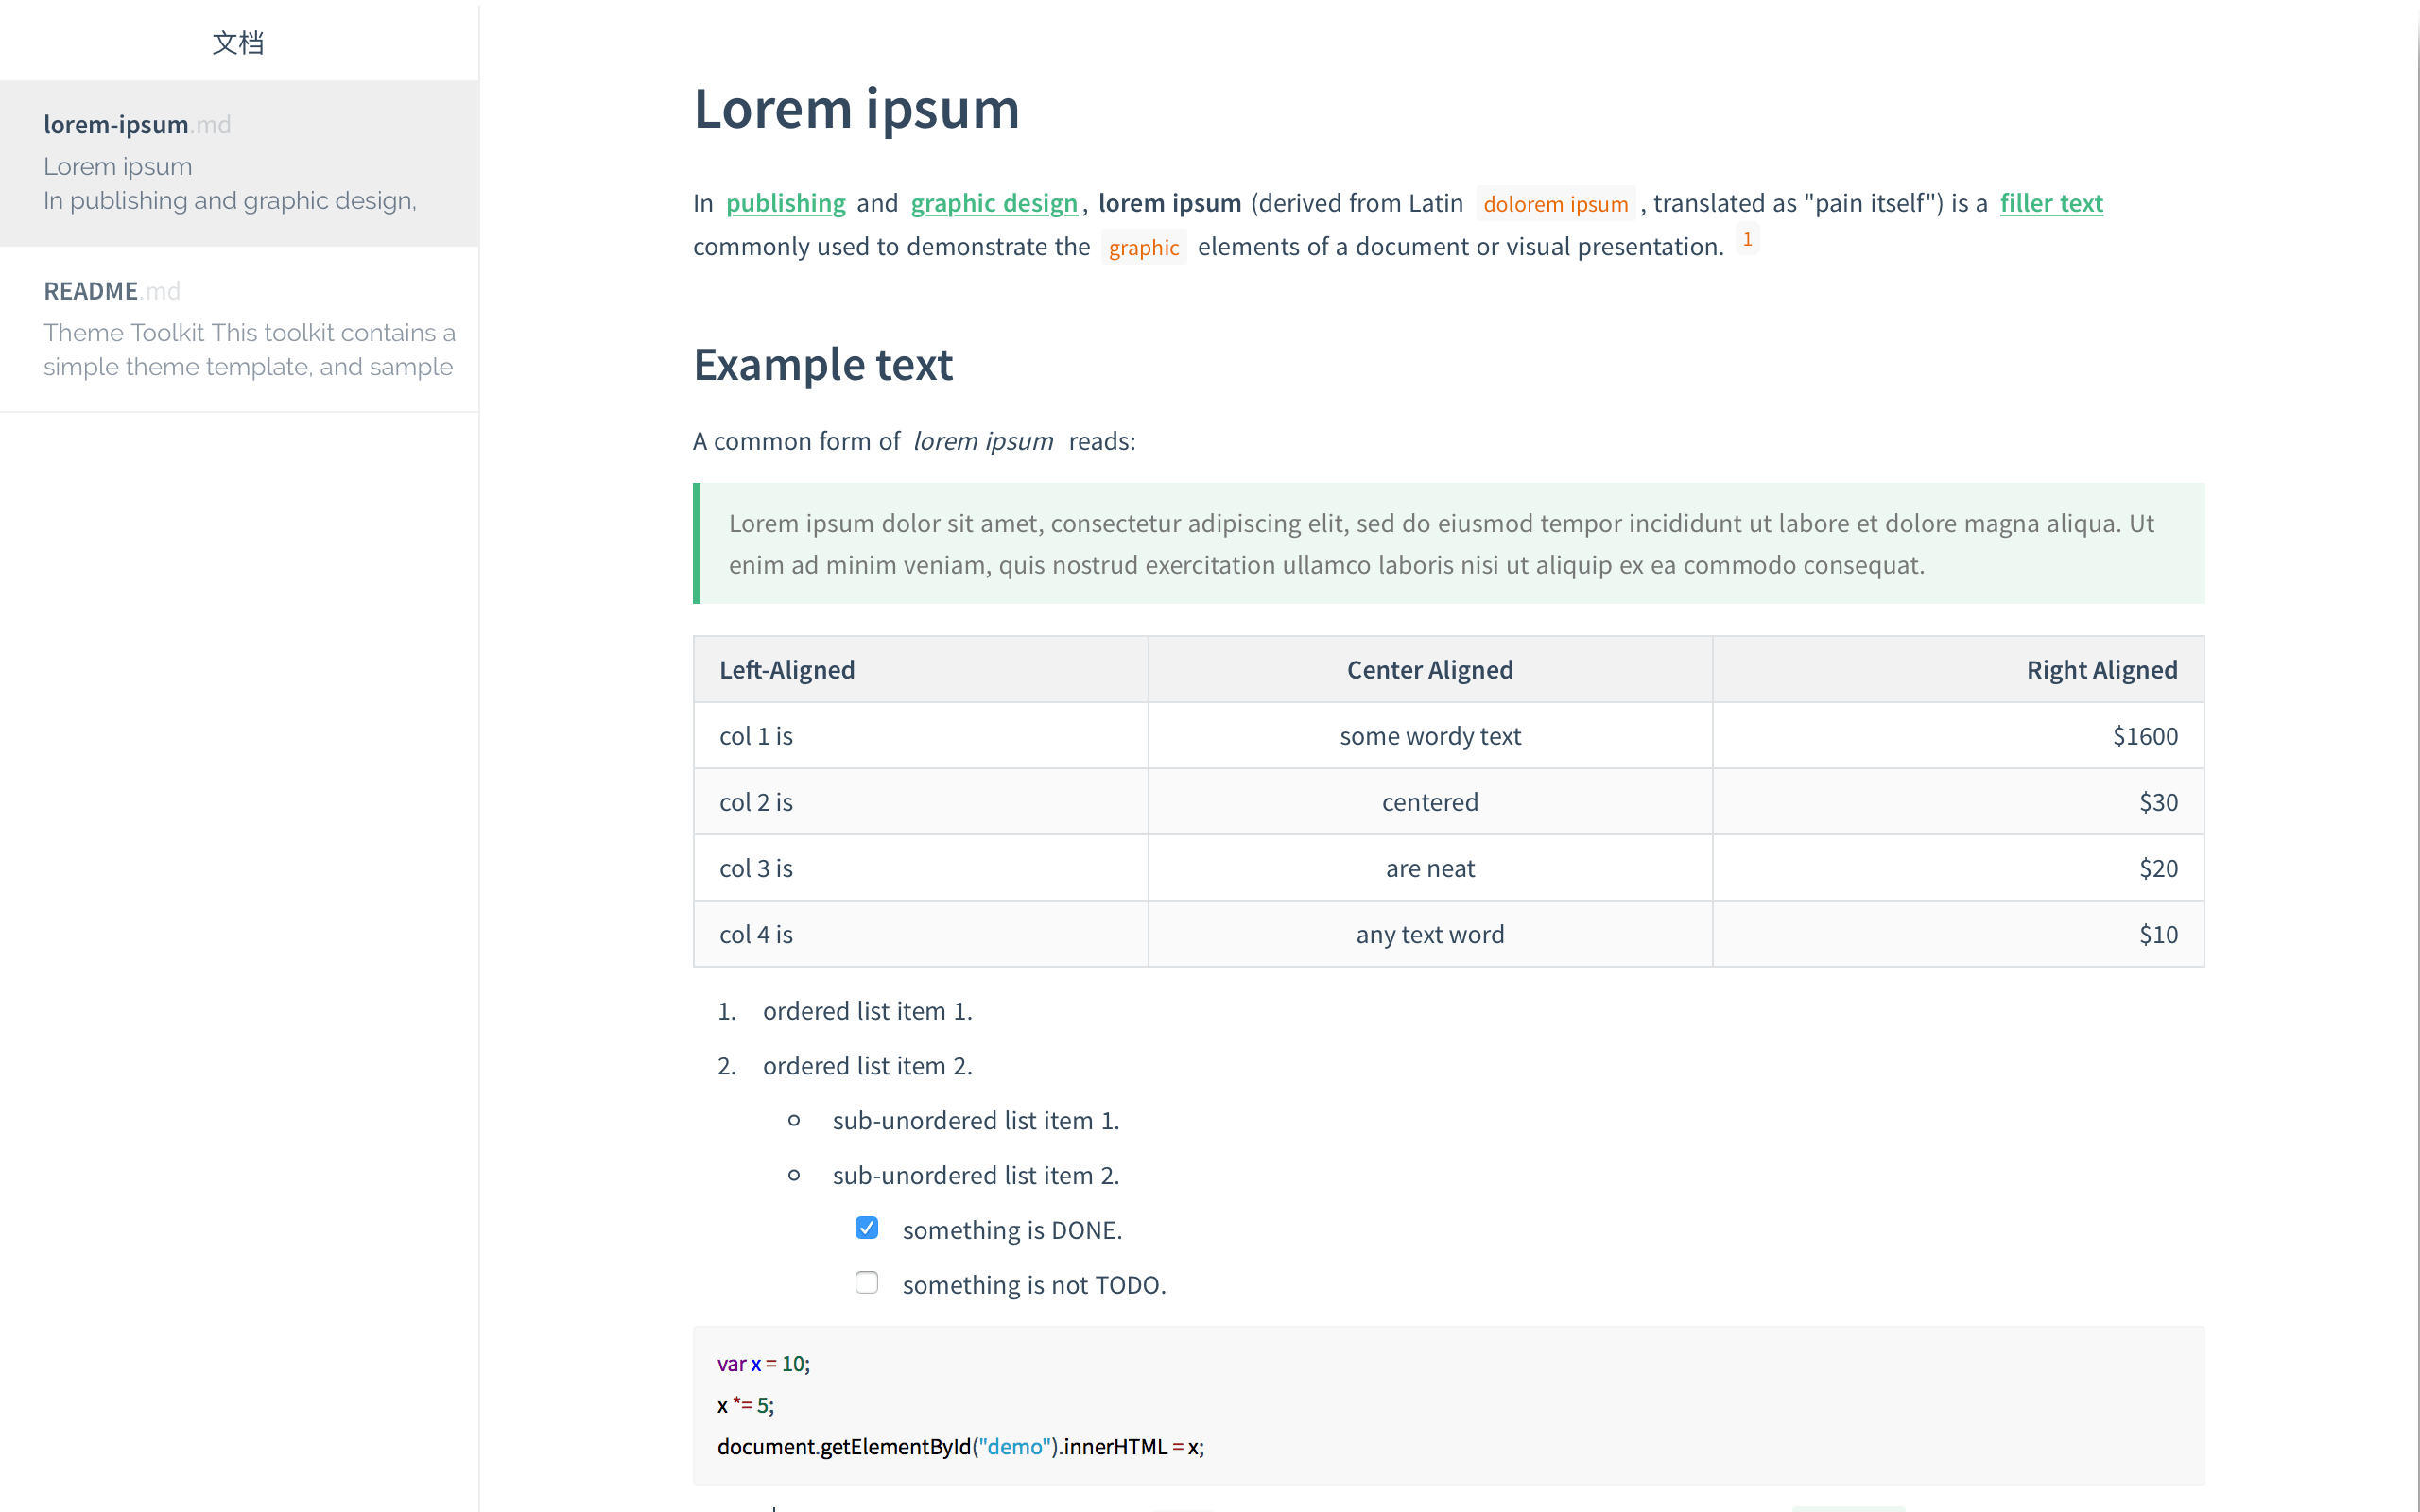 文档
lorem-ipsum.md
Lorem ipsum
In publishing and graphic design,
README.md
Theme Toolkit This toolkit contains a
simple theme template, and sample
Lorem ipsum
In publishing and graphic design, lorem ipsum (derived from Latin dolorem ipsum, translated as "pain itself") is a filler text
commonly used to demonstrate the graphic elements of a document or visual presentation. 1
Example text
A common form of lorem ipsum reads:
Lorem ipsum dolor sit amet, consectetur adipiscing elit, sed do eiusmod tempor incididunt ut labore et dolore magna aliqua. Ut
enim ad minim veniam, quis nostrud exercitation ullamco laboris nisi ut aliquip ex ea commodo consequat.
Left-Aligned Center Aligned Right Aligned
col 1 is some wordy text $1600
col 2 is centered $30
col 3 is are neat $20
col 4 is any text word $10
1. ordered list item 1.
2. ordered list item 2.
sub-unordered list item 1.
sub-unordered list item 2.
something is DONE.
something is not TODO.
var x = 10;
x *= 5;
document.getElementById("demo").innerHTML = x;